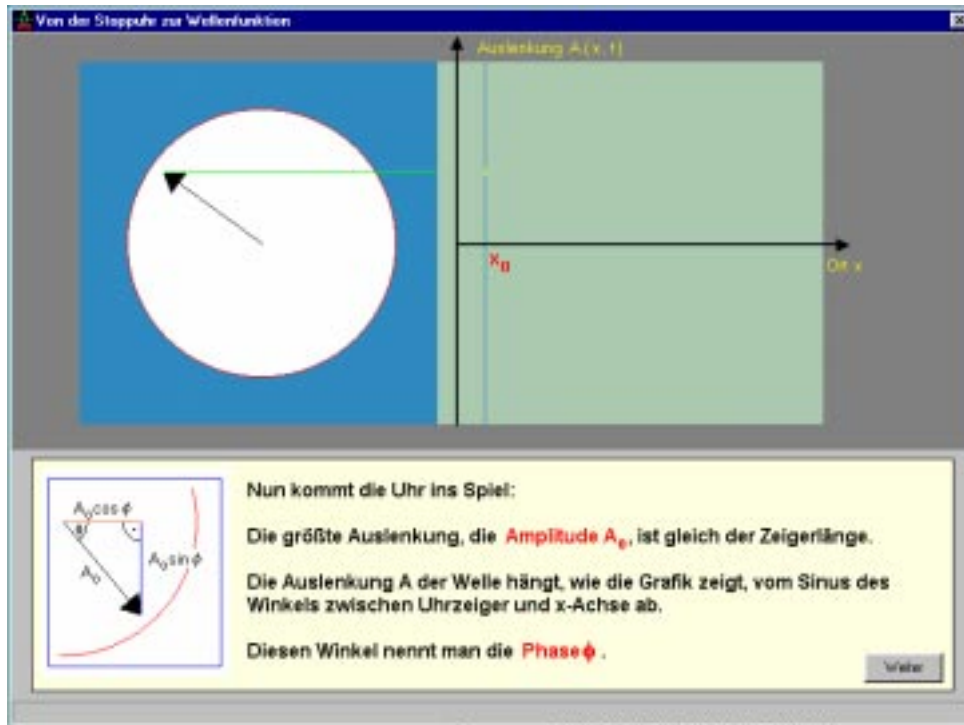 Von der Stoppuhr zur Wellenfunktion
Auslenkung A (x, t)
x₀
Ort x
A₀cos ϕ
A₀sin ϕ
A₀
Nun kommt die Uhr ins Spiel:
Die größte Auslenkung, die Amplitude A₀, ist gleich der Zeigerlänge.
Die Auslenkung A der Welle hängt, wie die Grafik zeigt, vom Sinus des
Winkels zwischen Uhrzeiger und x-Achse ab.
Diesen Winkel nennt man die Phase ϕ .
Weiter